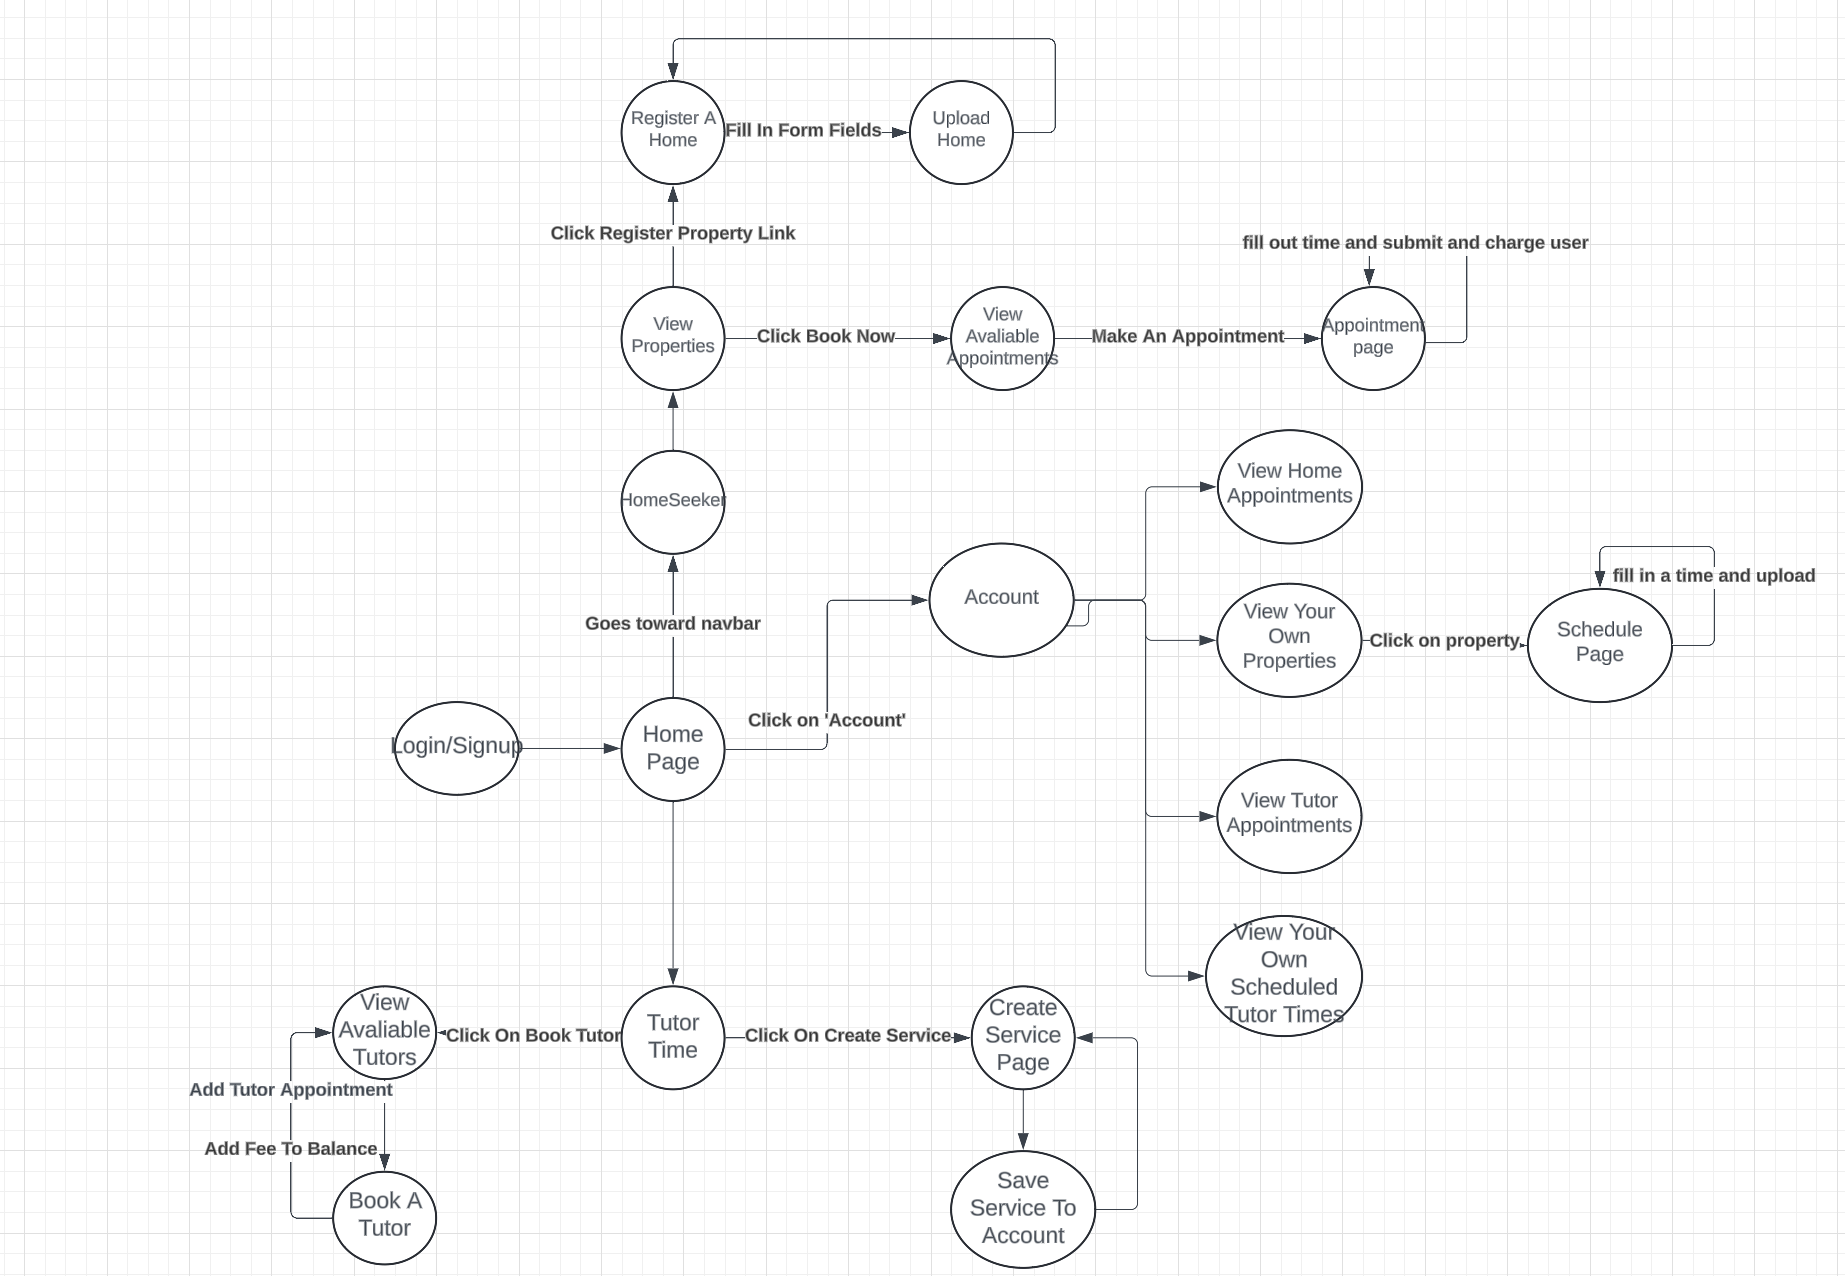 Register A
Home
Fill In Form Fields
Upload
Home
Click Register Property Link
fill out time and submit and charge user
View
Properties
Click Book Now
View
Avaliable
Appointments
Make An Appointment
Appointment
page
HomeSeeker
View Home
Appointments
Account
Goes toward navbar
View Your
Own
Properties
Click on property
fill in a time and upload
Schedule
Page
Login/Signup
Home
Page
Click on 'Account'
View Tutor
Appointments
View Your
Own
Scheduled
Tutor Times
View
Avaliable
Tutors
Click On Book Tutor
Tutor
Time
Click On Create Service
Create
Service
Page
Add Tutor Appointment
Add Fee To Balance
Book A
Tutor
Save
Service To
Account